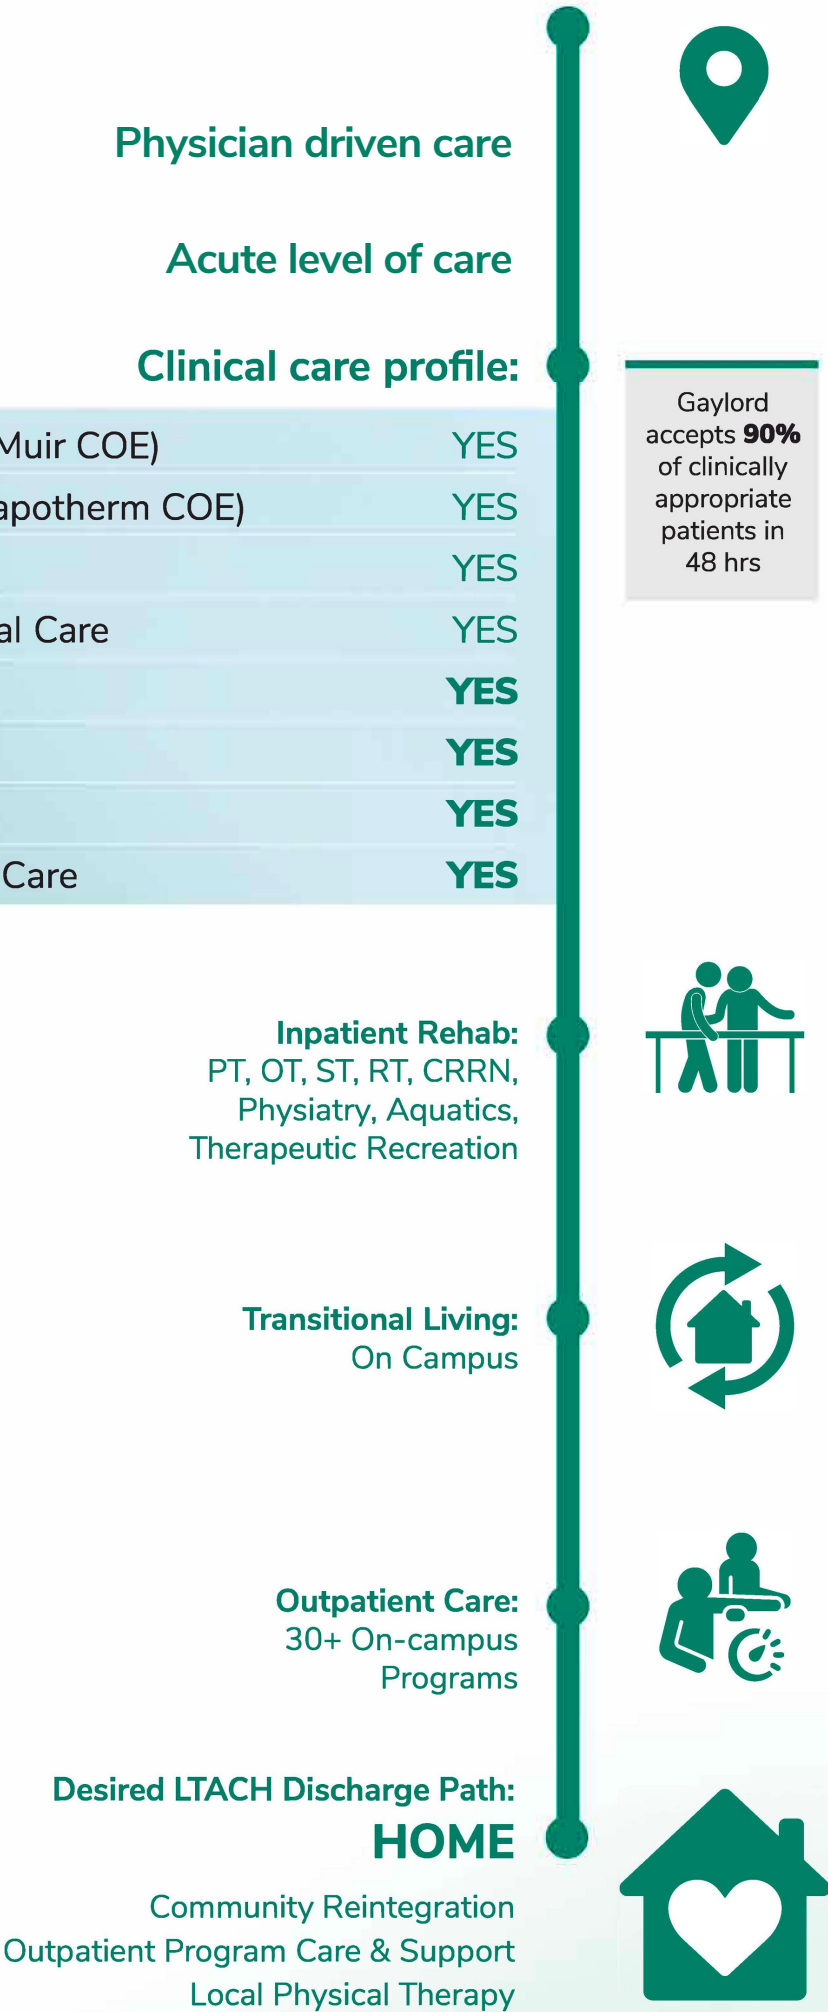 Physician driven care
Acute level of care
Clinical care profile:
Muir COE) YES
apotherm COE) YES
YES
al Care YES
YES
YES
YES
Care YES
Gaylord
accepts 90%
of clinically
appropriate
patients in
48 hrs
Inpatient Rehab:
PT, OT, ST, RT, CRRN,
Physiatry, Aquatics,
Therapeutic Recreation
Transitional Living:
On Campus
Outpatient Care:
30+ On-campus
Programs
Desired LTACH Discharge Path:
HOME
Community Reintegration
Outpatient Program Care & Support
Local Physical Therapy